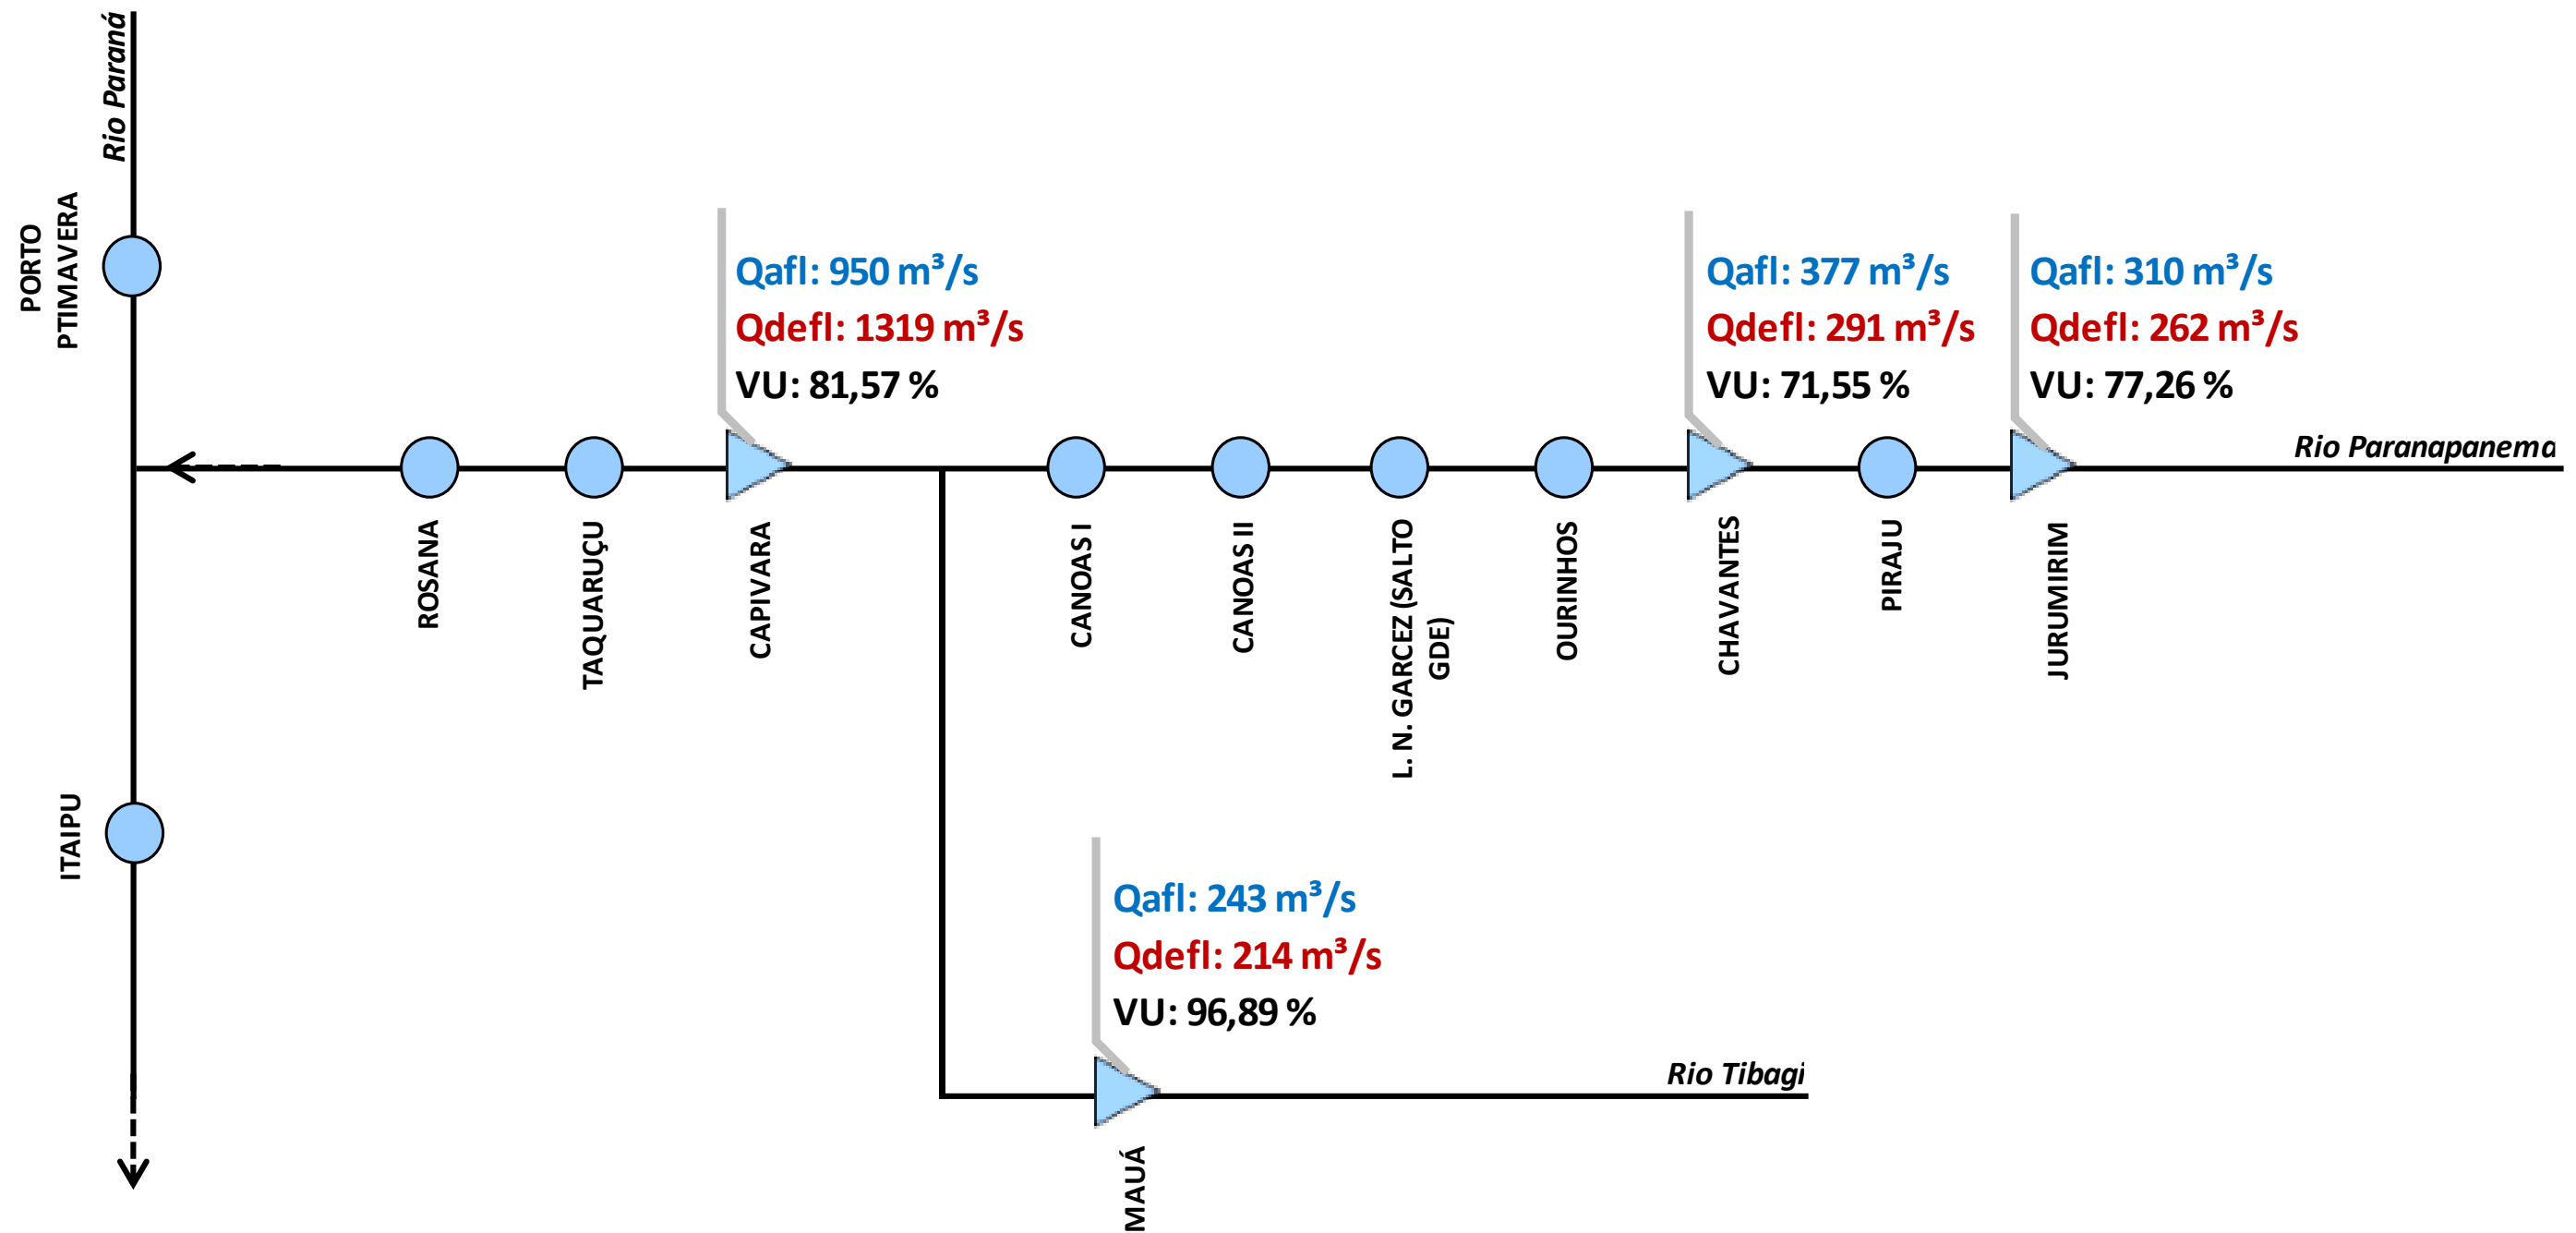 Rio Paraná
PORTO
PTIMAVERA
Qafl: 950 m³/s
Qdefl: 1319 m³/s
VU: 81,57 %
Qafl: 377 m³/s
Qdefl: 291 m³/s
VU: 71,55 %
Qafl: 310 m³/s
Qdefl: 262 m³/s
VU: 77,26 %
Rio Paranapanema
ROSANA
TAQUARUÇU
CAPIVARA
CANOAS I
CANOAS II
L. N. GARCEZ (SALTO
GDE)
OURINHOS
CHAVANTES
PIRAJU
JURUMIRIM
ITAIPU
Qafl: 243 m³/s
Qdefl: 214 m³/s
VU: 96,89 %
Rio Tibagi
MAUÁ